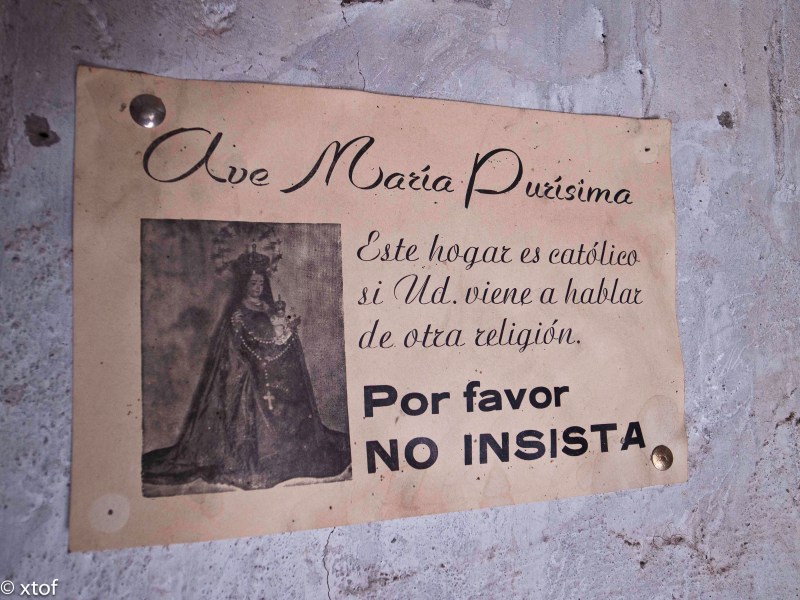 Ave María Purísima
Este hogar es católico
si Ud. viene a hablar
de otra religión.
Por favor
NO INSISTA
© xtof